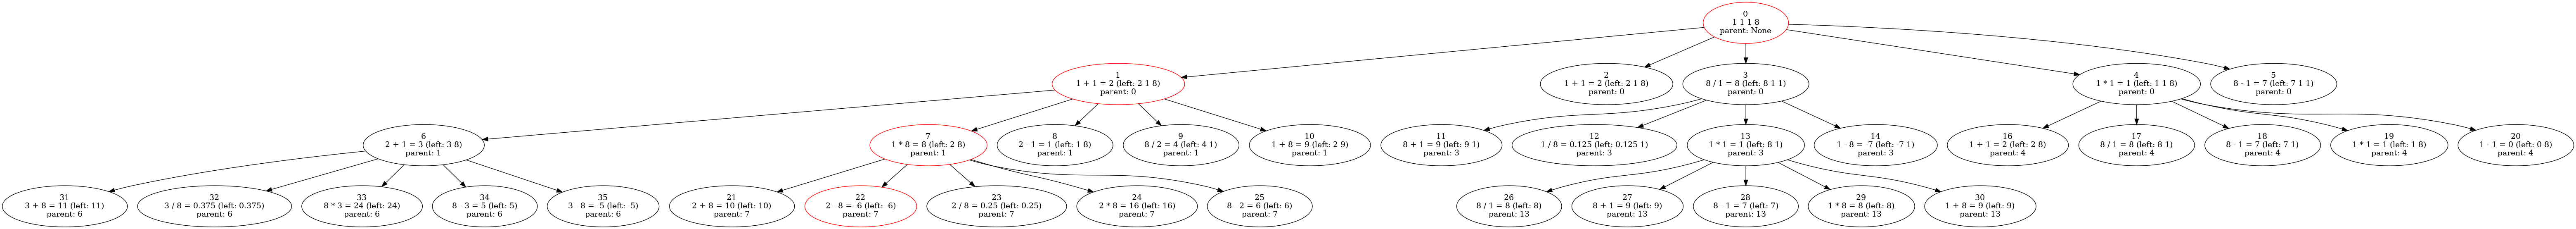 0
1 1 1 8
parent: None
1
1 + 1 = 2 (left: 2 1 8)
parent: 0
2
1 + 1 = 2 (left: 2 1 8)
parent: 0
3
8 / 1 = 8 (left: 8 1 1)
parent: 0
4
1 * 1 = 1 (left: 1 1 8)
parent: 0
5
8 - 1 = 7 (left: 7 1 1)
parent: 0
6
2 + 1 = 3 (left: 3 8)
parent: 1
7
1 * 8 = 8 (left: 2 8)
parent: 1
8
2 - 1 = 1 (left: 1 8)
parent: 1
9
8 / 2 = 4 (left: 4 1)
parent: 1
10
1 + 8 = 9 (left: 2 9)
parent: 1
11
8 + 1 = 9 (left: 9 1)
parent: 3
12
1 / 8 = 0.125 (left: 0.125 1)
parent: 3
13
1 * 1 = 1 (left: 8 1)
parent: 3
14
1 - 8 = -7 (left: -7 1)
parent: 3
16
1 + 1 = 2 (left: 2 8)
parent: 4
17
8 / 1 = 8 (left: 8 1)
parent: 4
18
8 - 1 = 7 (left: 7 1)
parent: 4
19
1 * 1 = 1 (left: 1 8)
parent: 4
20
1 - 1 = 0 (left: 0 8)
parent: 4
31
3 + 8 = 11 (left: 11)
parent: 6
32
3 / 8 = 0.375 (left: 0.375)
parent: 6
33
8 * 3 = 24 (left: 24)
parent: 6
34
8 - 3 = 5 (left: 5)
parent: 6
35
3 - 8 = -5 (left: -5)
parent: 6
21
2 + 8 = 10 (left: 10)
parent: 7
22
2 - 8 = -6 (left: -6)
parent: 7
23
2 / 8 = 0.25 (left: 0.25)
parent: 7
24
2 * 8 = 16 (left: 16)
parent: 7
25
8 - 2 = 6 (left: 6)
parent: 7
26
8 / 1 = 8 (left: 8)
parent: 13
27
8 + 1 = 9 (left: 9)
parent: 13
28
8 - 1 = 7 (left: 7)
parent: 13
29
1 * 8 = 8 (left: 8)
parent: 13
30
1 + 8 = 9 (left: 9)
parent: 13